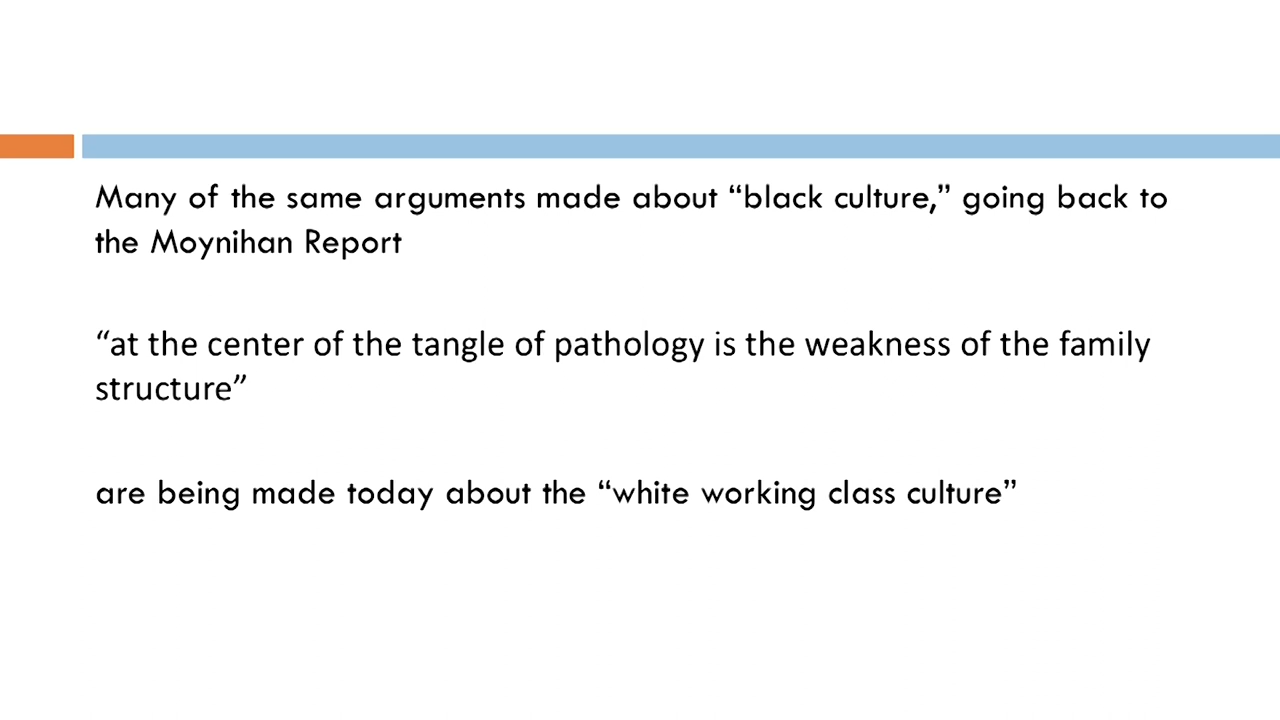 Many of the same arguments made about “black culture,” going back to
the Moynihan Report
“at the center of the tangle of pathology is the weakness of the family
structure”
are being made today about the “white working class culture”